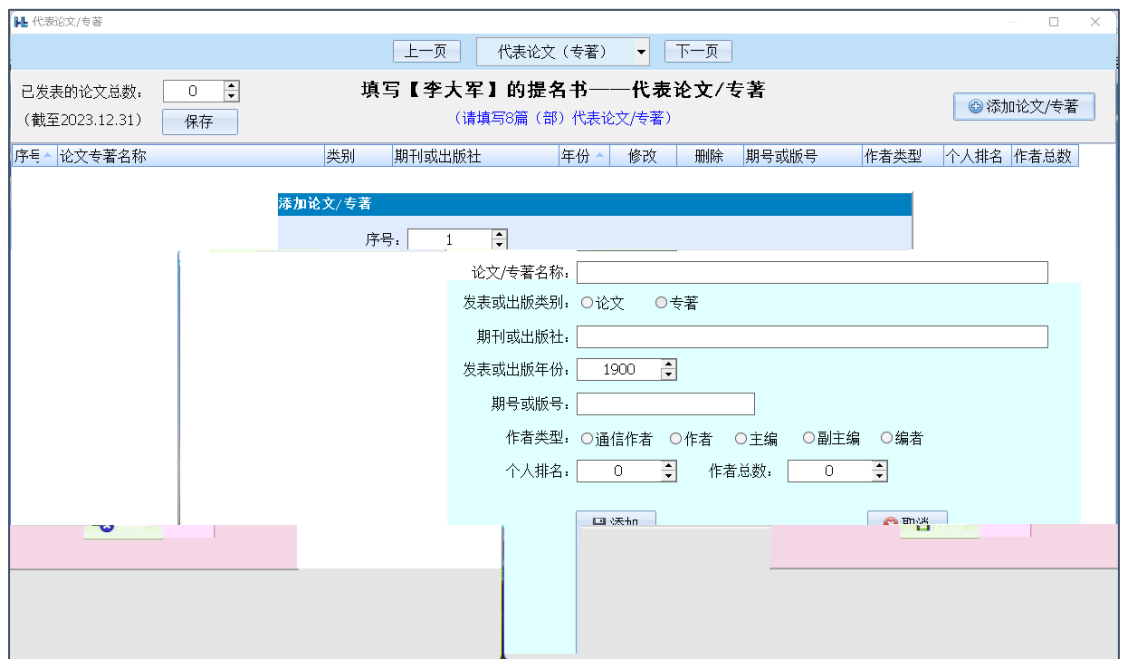 代表论文/专著
上一页 代表论文（专著） 下一页
已发表的论文总数： 0 填写【李大军】的提名书——代表论文/专著
（截至2023.12.31） 保存 （请填写8篇（部）代表论文/专著） 添加论文/专著
序号 论文专著名称 类别 期刊或出版社 年份 修改 删除 期号或版号 作者类型 个人排名 作者总数
添加论文/专著
序号： 1
论文/专著名称：
发表或出版类别： 论文 专著
期刊或出版社：
发表或出版年份： 1900
期号或版号：
作者类型： 通信作者 作者 主编 副主编 编者
个人排名： 0 作者总数： 0
添加 取消